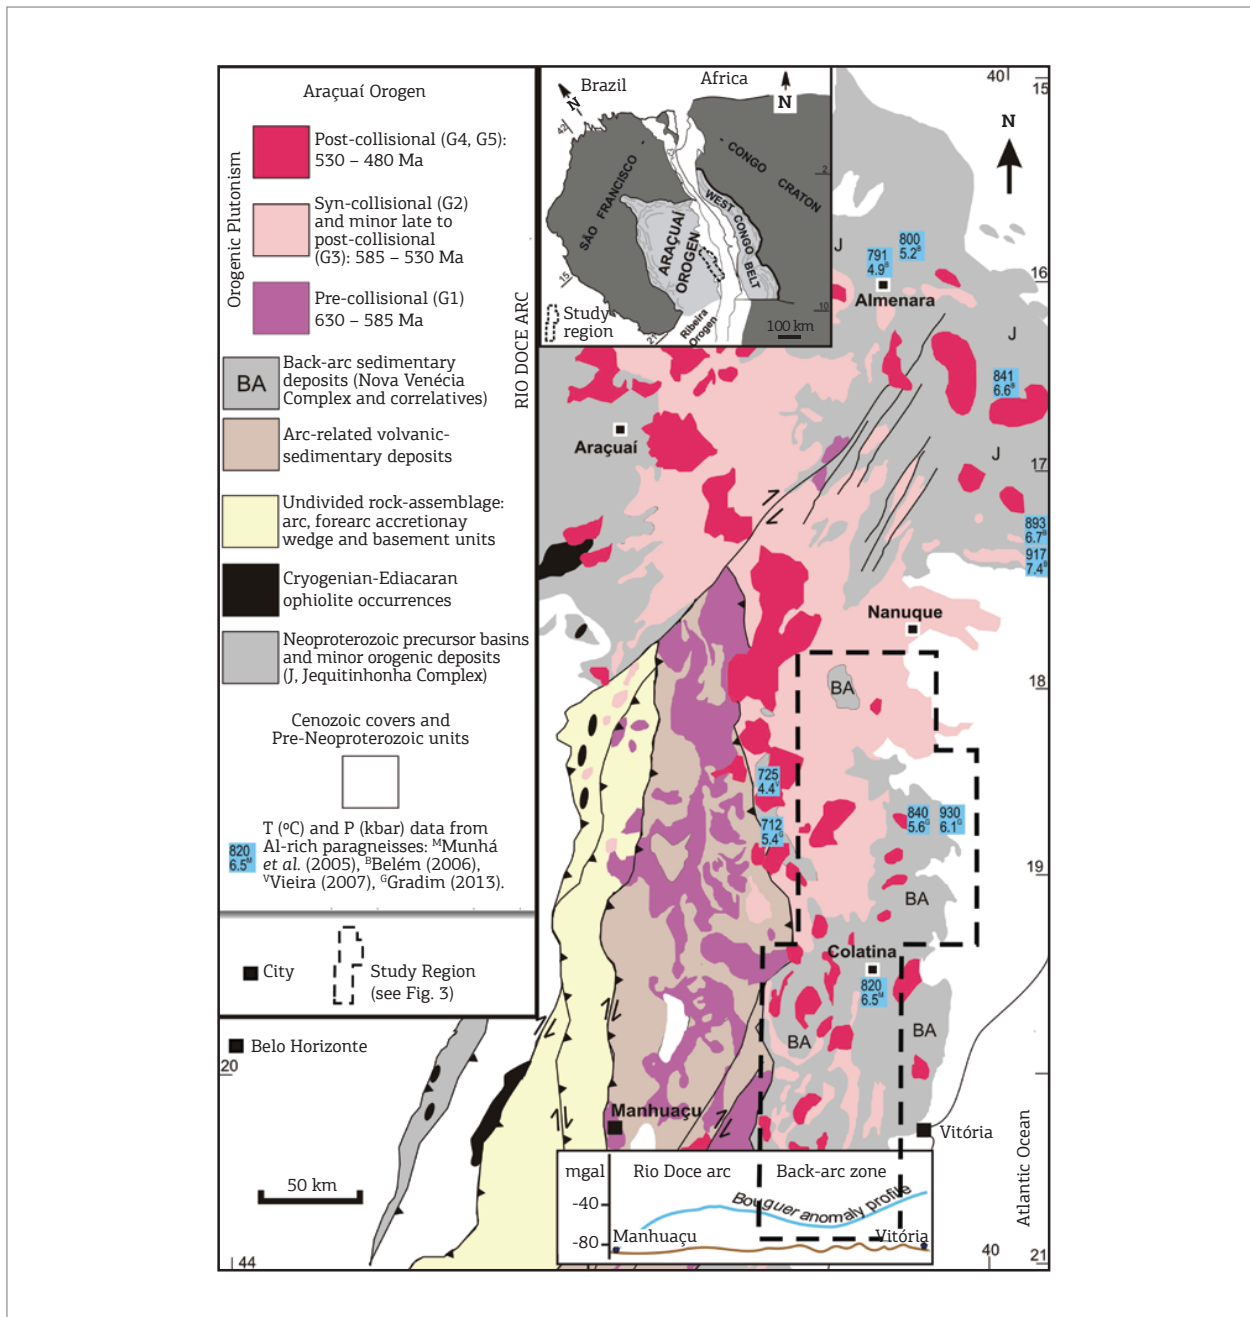 Araçuaí Orogen
Orogenic Plutonism
Post-collisional (G4, G5):
530 – 480 Ma
Syn-collisional (G2)
and minor late to
post-collisional
(G3): 585 – 530 Ma
Pre-collisional (G1)
630 – 585 Ma
RIO DOCE ARC
BA
Back-arc sedimentary
deposits (Nova Venécia
Complex and correlatives)
Arc-related volvanic-
sedimentary deposits
Undivided rock-assemblage:
arc, forearc accretionay
wedge and basement units
Cryogenian-Ediacaran
ophiolite occurrences
Neoproterozoic precursor basins
and minor orogenic deposits
(J, Jequitinhonha Complex)
Cenozoic covers and
Pre-Neoproterozoic units
820
6.5M
T (ºC) and P (kbar) data from
Al-rich paragneisses: MMunhá
et al. (2005), BBelém (2006),
VVieira (2007), GGradim (2013).
City
Study Region
(see Fig. 3)
Brazil
Africa
N
N
42
SÃO FRANCISCO
CONGO CRATON
2
WEST CONGO BELT
ARAÇUAÍ
OROGEN
15
10
Study
region
21
Ribeira
Orogen
100 km
40
15
N
J
791
4.9B
800
5.2B
16
Almenara
J
841
6.6B
Araçuaí
J
17
893
6.7B
917
7.4B
Nanuque
BA
18
725
4.4V
712
5.4G
840
5.6G
930
6.1G
19
BA
Colatina
820
6.5M
BA
BA
Belo Horizonte
20
Manhuaçu
Vitória
50 km
Atlantic Ocean
mgal
Rio Doce arc
Back-arc zone
-40
Bouguer anomaly profile
-80
Manhuaçu
Vitória
44
40
21